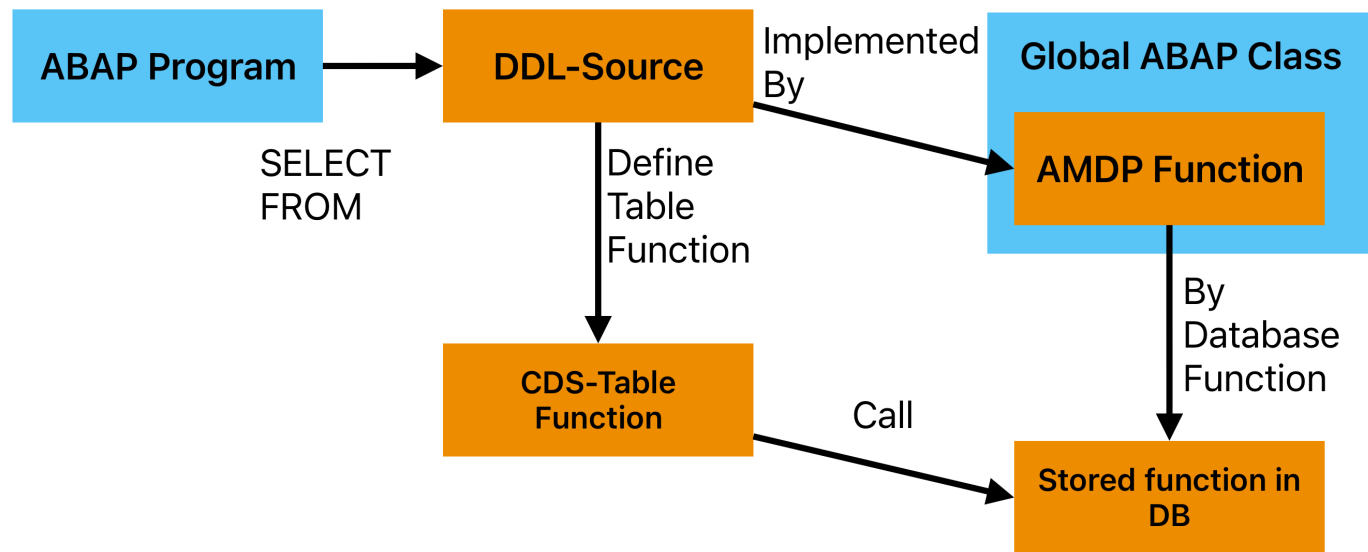 ABAP Program
SELECT
FROM
DDL-Source
Implemented
By
Global ABAP Class
AMDP Function
Define
Table
Function
By
Database
Function
CDS-Table
Function
Call
Stored function in
DB